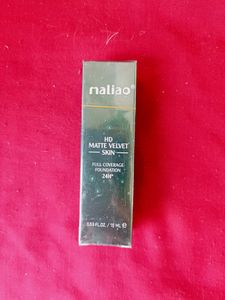 maliao
HD
MATTE VELVET
SKIN
FULL COVERAGE
FOUNDATION
24H*